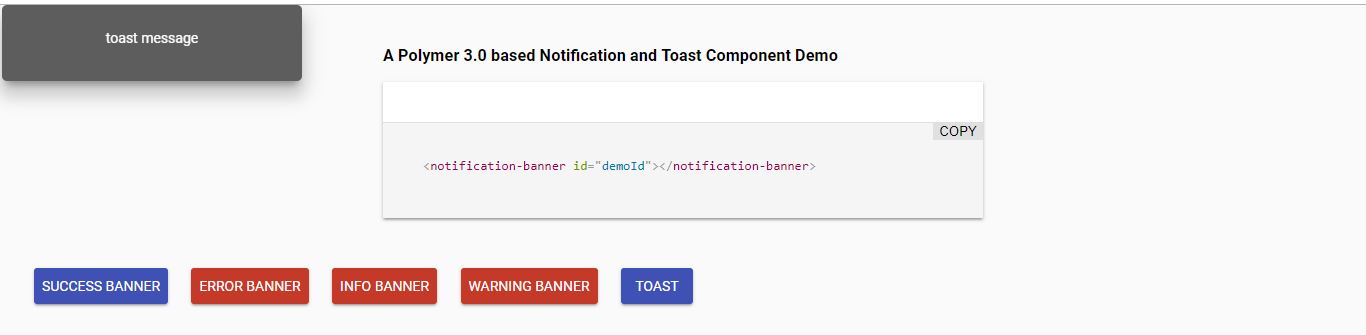 toast message
A Polymer 3.0 based Notification and Toast Component Demo
COPY
<notification-banner id="demoId"></notification-banner>
SUCCESS BANNER ERROR BANNER INFO BANNER WARNING BANNER TOAST